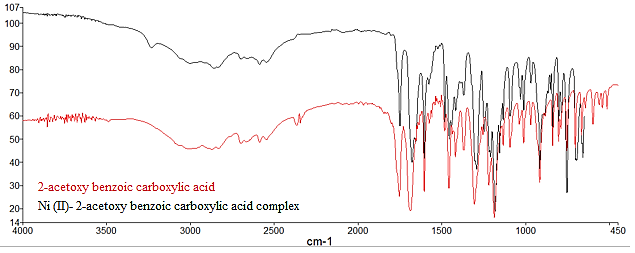 107
100
90
80
70
60
50
40
30
20
14
2-acetoxy benzoic carboxylic acid
Ni (II)- 2-acetoxy benzoic carboxylic acid complex
4000 3500 3000 2500 2000 1500 1000 450
cm-1